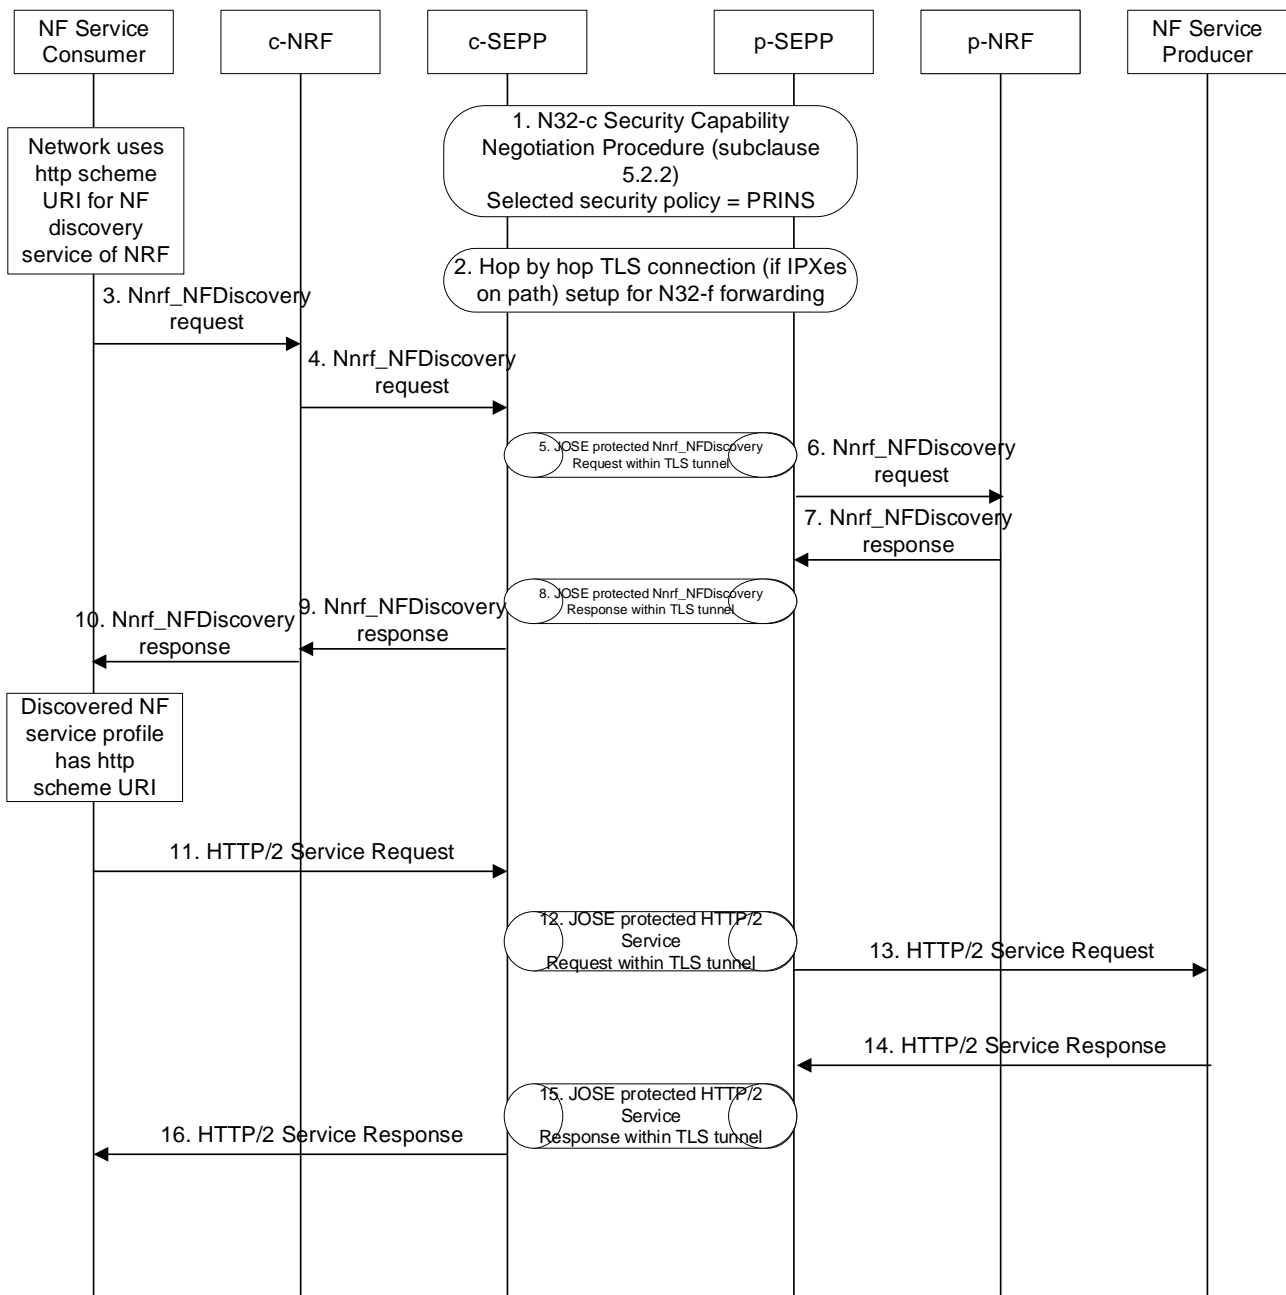 NF Service
Consumer
c-NRF
c-SEPP
p-SEPP
p-NRF
NF Service
Producer
1. N32-c Security Capability
Negotiation Procedure (subclause
5.2.2)
Selected security policy = PRINS
Network uses
http scheme
URI for NF
discovery
service of NRF
2. Hop by hop TLS connection (if IPXes
on path) setup for N32-f forwarding
3. Nnrf_NFDiscovery
request
4. Nnrf_NFDiscovery
request
5. JOSE protected Nnrf_NFDiscovery
Request within TLS tunnel
6. Nnrf_NFDiscovery
request
7. Nnrf_NFDiscovery
response
8. JOSE protected Nnrf_NFDiscovery
Response within TLS tunnel
9. Nnrf_NFDiscovery
response
10. Nnrf_NFDiscovery
response
Discovered NF
service profile
has http
scheme URI
11. HTTP/2 Service Request
12. JOSE protected HTTP/2
Service
Request within TLS tunnel
13. HTTP/2 Service Request
14. HTTP/2 Service Response
15. JOSE protected HTTP/2
Service
Response within TLS tunnel
16. HTTP/2 Service Response